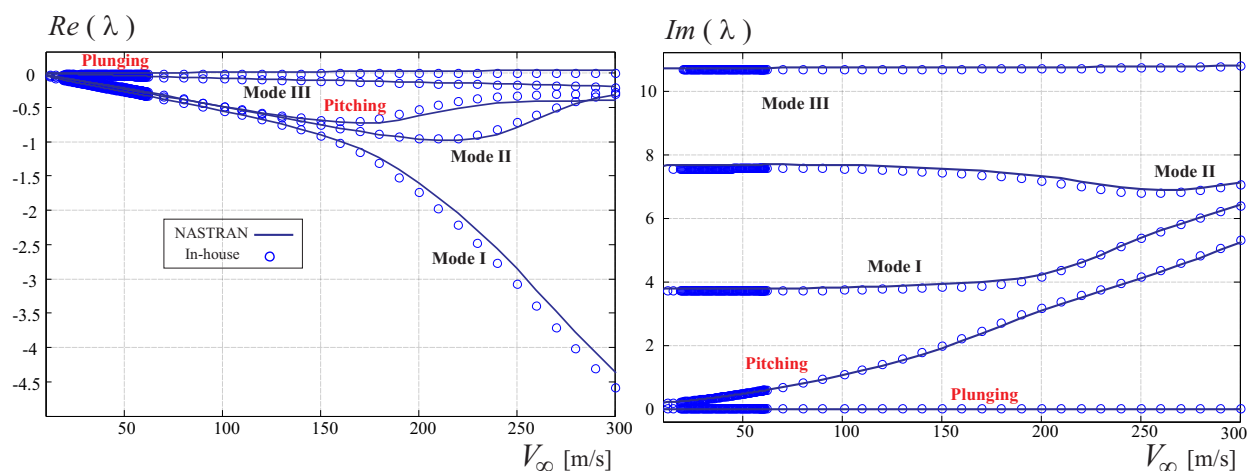 Re ( λ )
Plunging
0
Mode III
-0.5
Pitching
-1
Mode II
-1.5
-2
NASTRAN
In-house
-2.5
Mode I
-3
-3.5
-4
-4.5
50 100 150 200 250 300
V∞ [m/s]
Im ( λ )
10
Mode III
8
Mode II
6
Mode I
4
2
Pitching
Plunging
0
50 100 150 200 250 300
V∞ [m/s]